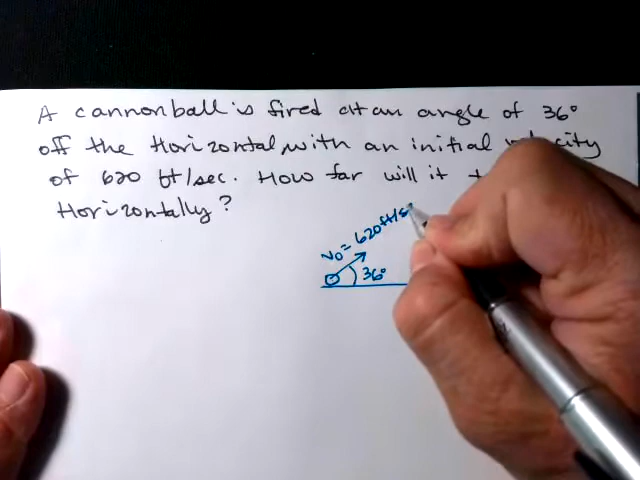 A cannonball is fired at an angle of 36°
off the Horizontal, with an initial velocity
of 620 ft/sec. How far will it
Horizontally?
v₀ = 620 ft/s
36°